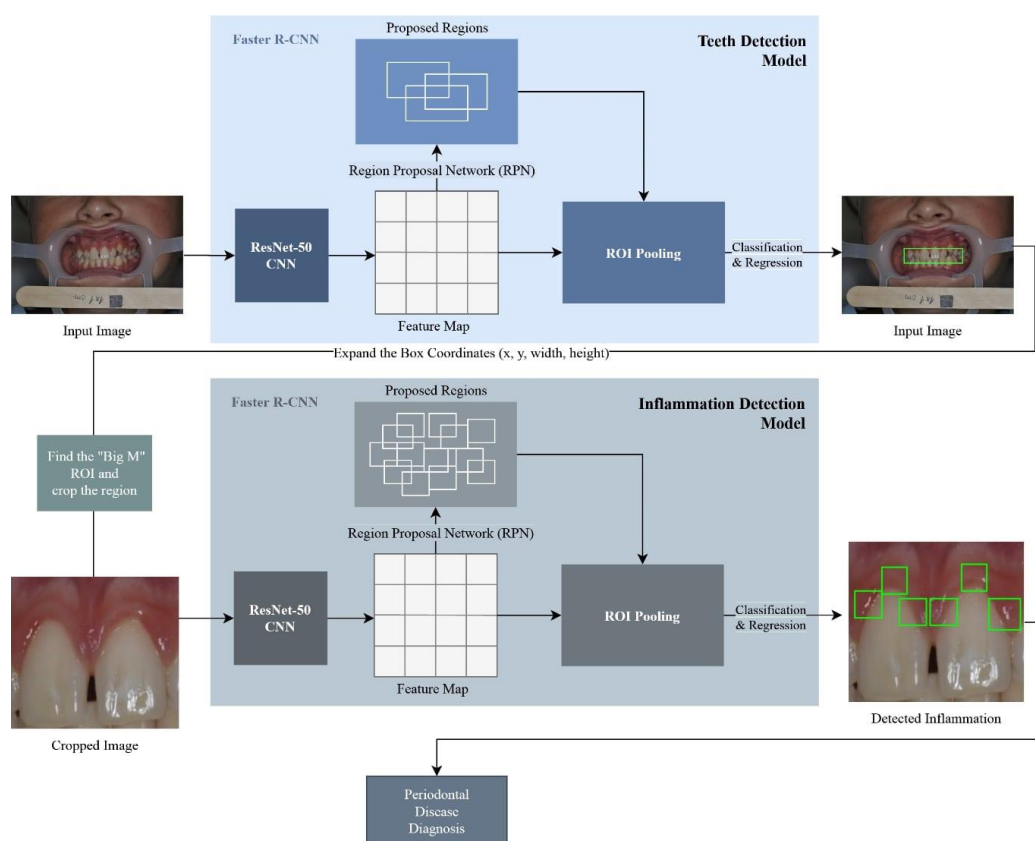 Faster R-CNN
Proposed Regions
Teeth Detection
Model
Region Proposal Network (RPN)
ResNet-50
CNN
ROI Pooling
Classification
& Regression
Feature Map
Input Image
Input Image
Expand the Box Coordinates (x, y, width, height)
Faster R-CNN
Proposed Regions
Inflammation Detection
Model
Find the "Big M"
ROI and
crop the region
Region Proposal Network (RPN)
ResNet-50
CNN
ROI Pooling
Classification
& Regression
Feature Map
Cropped Image
Detected Inflammation
Periodontal
Disease
Diagnosis